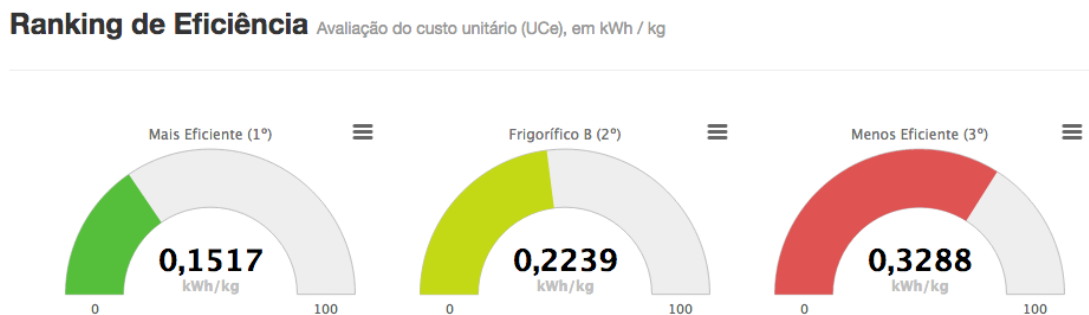 Ranking de Eficiência Avaliação do custo unitário (UCe), em kWh / kg
Mais Eficiente (1º)
0,1517
kWh/kg
0 100
Frigorífico B (2º)
0,2239
kWh/kg
0 100
Menos Eficiente (3º)
0,3288
kWh/kg
0 100